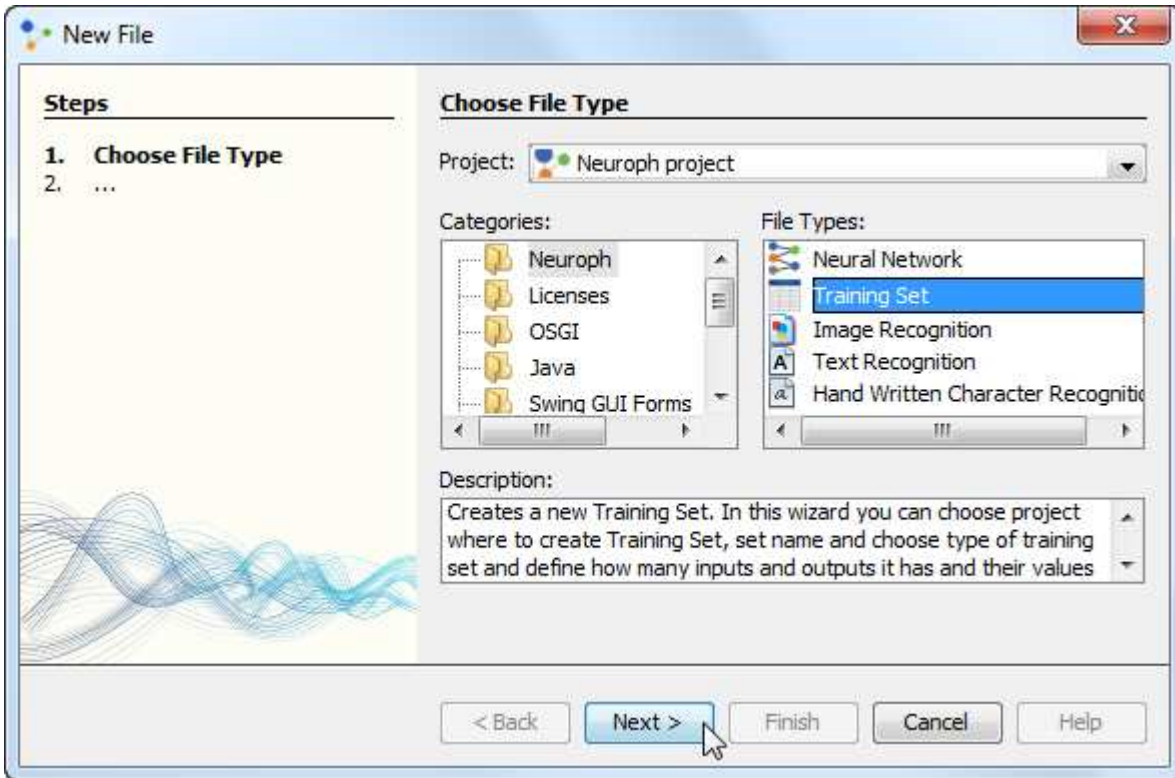 New File
Steps
1. Choose File Type
2. ...
Choose File Type
Project: Neuroph project
Categories:
Neuroph
Licenses
OSGI
Java
Swing GUI Forms
File Types:
Neural Network
Training Set
Image Recognition
Text Recognition
Hand Written Character Recognitio
Description:
Creates a new Training Set. In this wizard you can choose project
where to create Training Set, set name and choose type of training
set and define how many inputs and outputs it has and their values
< Back Next > Finish Cancel Help